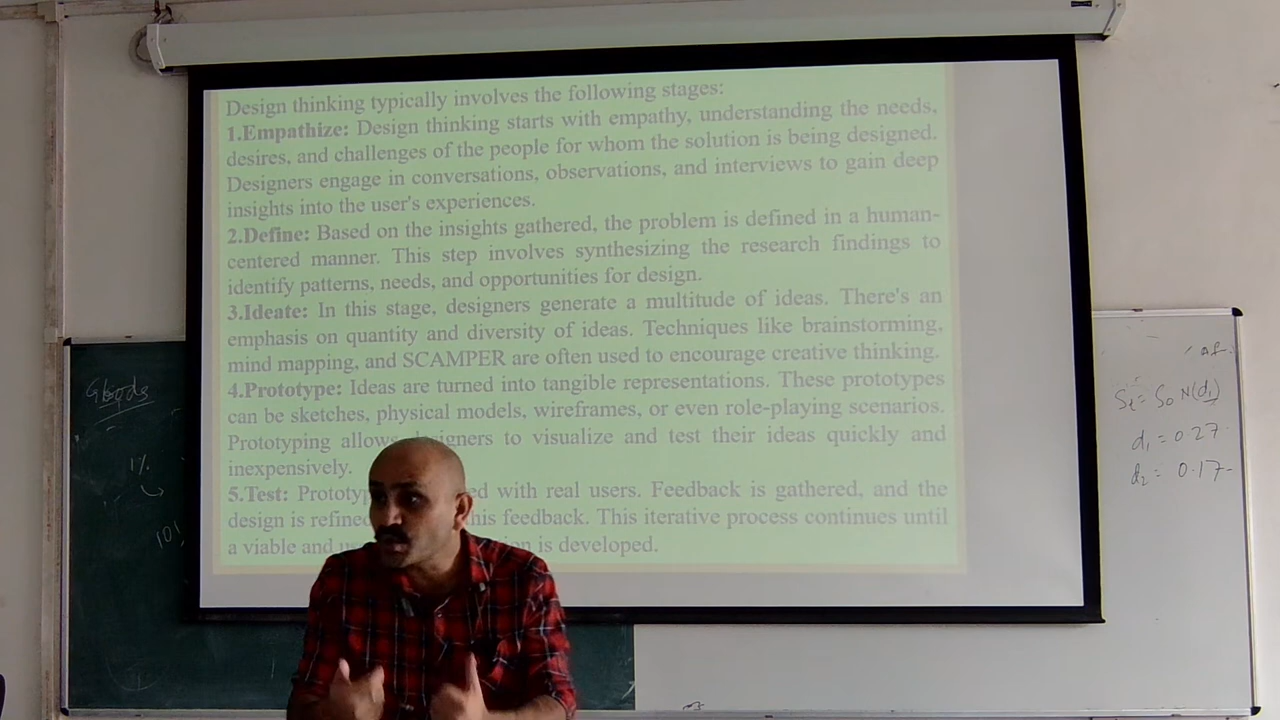 Design thinking typically involves the following stages:
1.Empathize: Design thinking starts with empathy, understanding the needs,
desires, and challenges of the people for whom the solution is being designed.
Designers engage in conversations, observations, and interviews to gain deep
insights into the user's experiences.
2.Define: Based on the insights gathered, the problem is defined in a human-
centered manner. This step involves synthesizing the research findings to
identify patterns, needs, and opportunities for design.
3.Ideate: In this stage, designers generate a multitude of ideas. There's an
emphasis on quantity and diversity of ideas. Techniques like brainstorming,
mind mapping, and SCAMPER are often used to encourage creative thinking.
4.Prototype: Ideas are turned into tangible representations. These prototypes
can be sketches, physical models, wireframes, or even role-playing scenarios.
Prototyping allows to visualize and test their ideas quickly and
inexpensively.
5.Test: with real users. Feedback is gathered, and the
design is this feedback. This iterative process continues until
a viable and is developed.
1%
St = S0 N(d1)
d1 = 0.27
d2 = 0.17